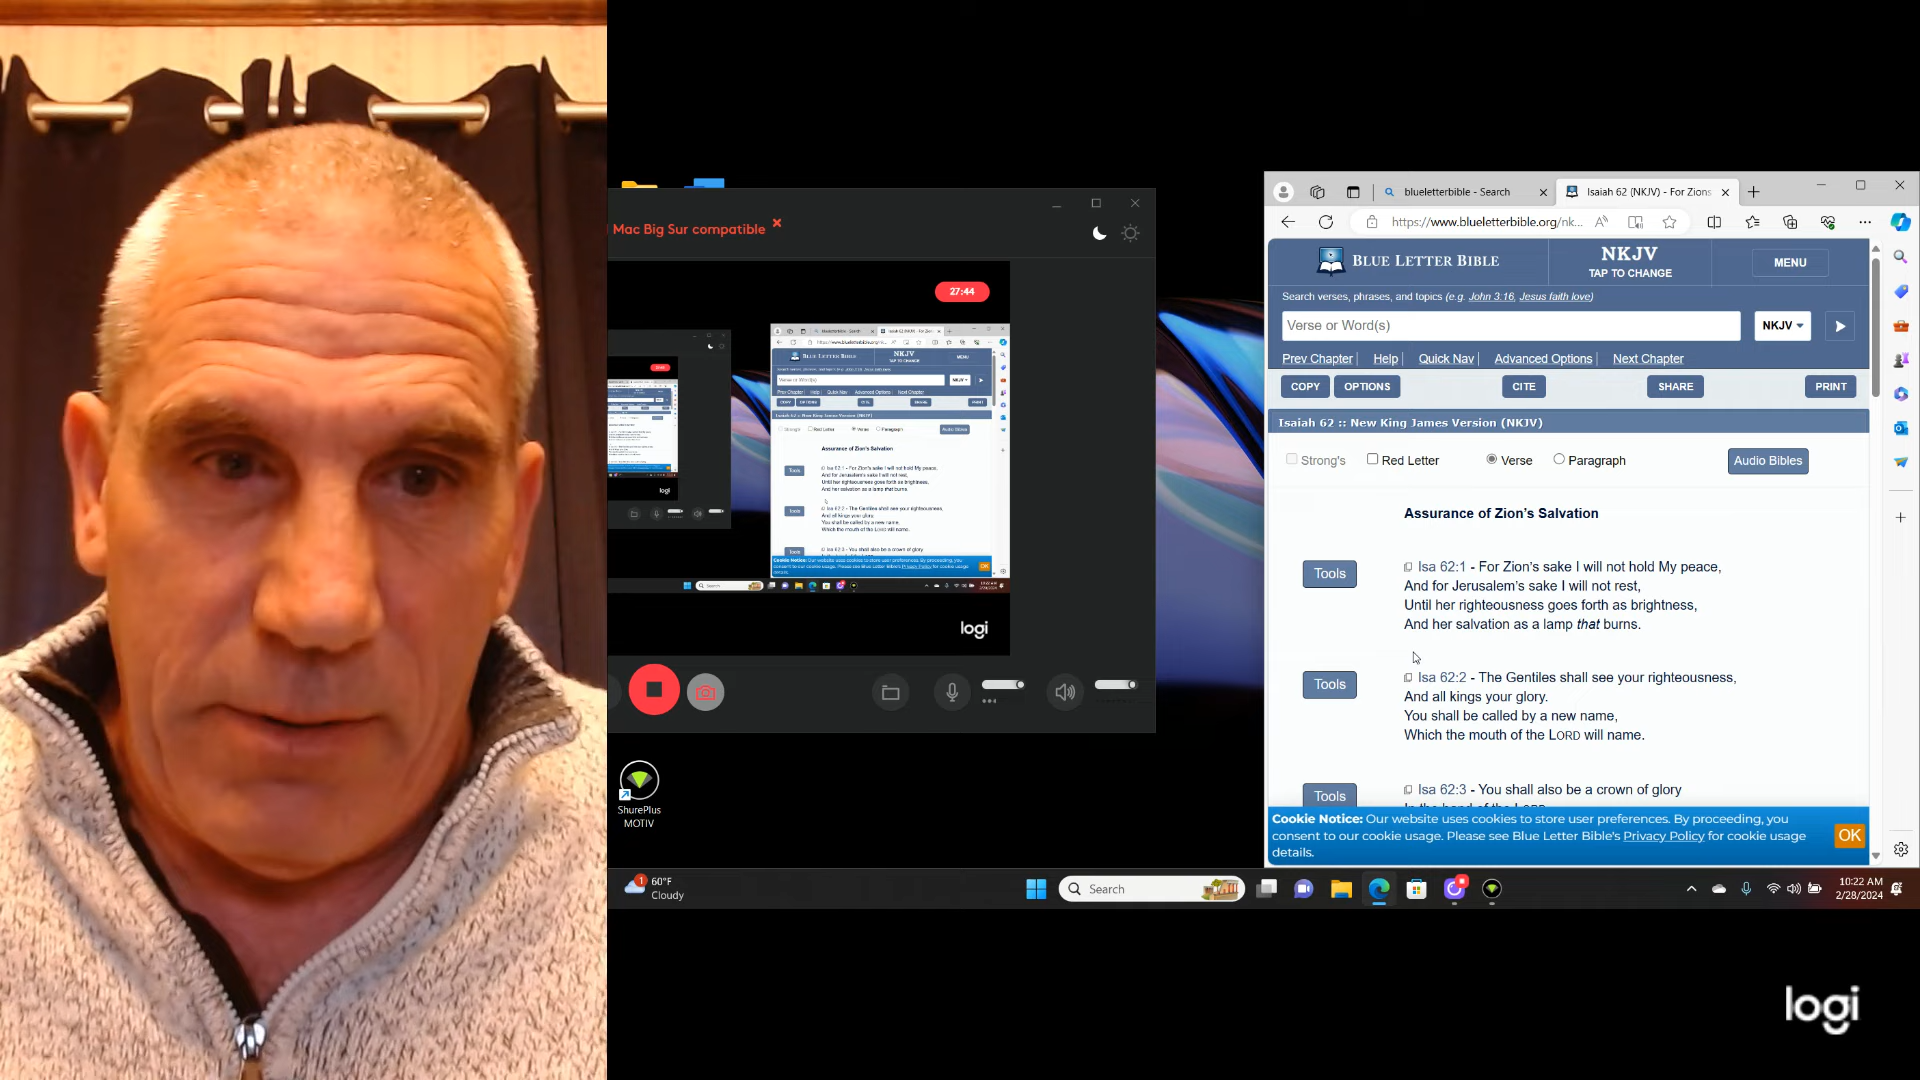 Mac Big Sur compatible
27:44
logi
ShurePlus
MOTIV
60°F
Cloudy
1
Search
blueletterbible - Search
Isaiah 62 (NKJV) - For Zions
https://www.blueletterbible.org/nk...
BLUE LETTER BIBLE
NKJV
TAP TO CHANGE
MENU
Search verses, phrases, and topics (e.g. John 3.16, Jesus faith love)
Verse or Word(s)
NKJV
Prev Chapter | Help | Quick Nav | Advanced Options | Next Chapter
COPY OPTIONS CITE SHARE PRINT
Isaiah 62 :: New King James Version (NKJV)
Strong's Red Letter Verse Paragraph Audio Bibles
Assurance of Zion's Salvation
Tools
Isa 62:1 - For Zion's sake I will not hold My peace,
And for Jerusalem's sake I will not rest,
Until her righteousness goes forth as brightness,
And her salvation as a lamp that burns.
Tools
Isa 62:2 - The Gentiles shall see your righteousness,
And all kings your glory.
You shall be called by a new name,
Which the mouth of the LORD will name.
Tools
Isa 62:3 - You shall also be a crown of glory
In the hand of the LORD
Cookie Notice: Our website uses cookies to store user preferences. By proceeding, you
consent to our cookie usage. Please see Blue Letter Bible's Privacy Policy for cookie usage
details.
OK
10:22 AM
2/28/2024
logi